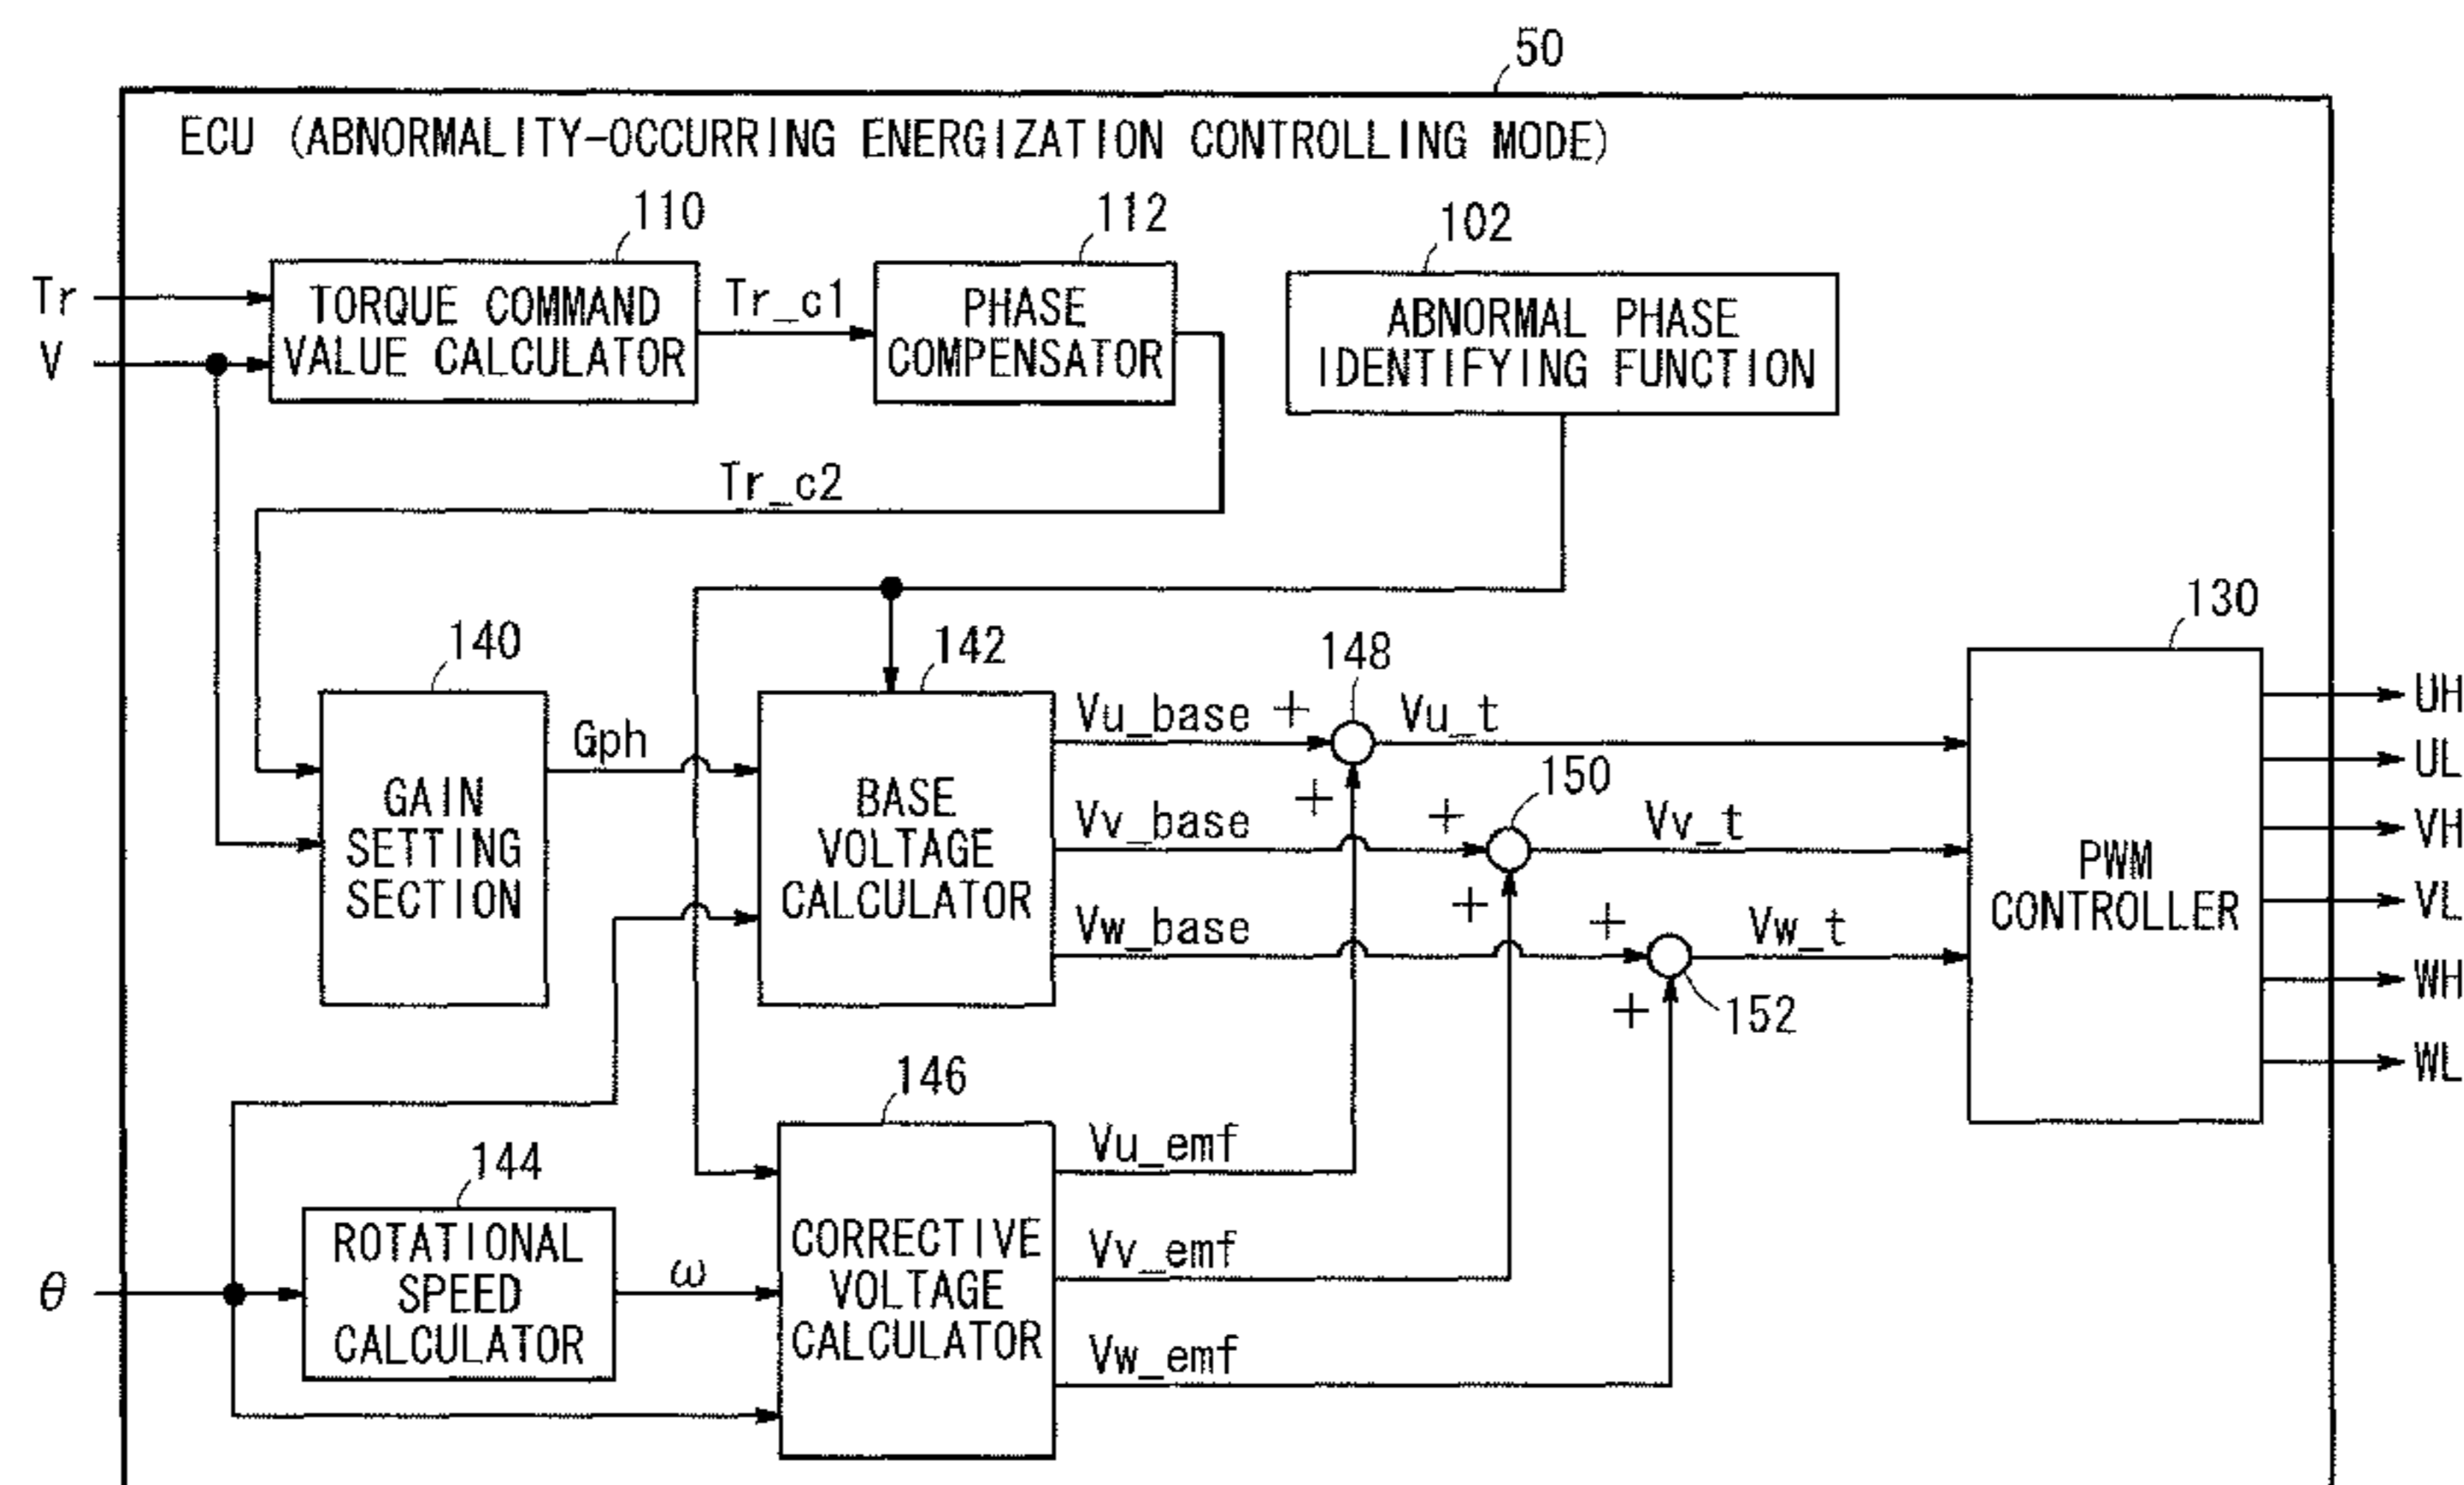 50
ECU (ABNORMALITY-OCCURRING ENERGIZATION CONTROLLING MODE)
110
112
102
Tr
V
TORQUE COMMAND
VALUE CALCULATOR
Tr_c1
PHASE
COMPENSATOR
ABNORMAL PHASE
IDENTIFYING FUNCTION
Tr_c2
140
142
148
130
GAIN
SETTING
SECTION
Gph
BASE
VOLTAGE
CALCULATOR
Vu_base
+
+
Vu_t
Vv_base
+
+
150
Vv_t
Vw_base
+
+
152
Vw_t
PWM
CONTROLLER
UH
UL
VH
VL
WH
WL
144
146
θ
ROTATIONAL
SPEED
CALCULATOR
ω
CORRECTIVE
VOLTAGE
CALCULATOR
Vu_emf
Vv_emf
Vw_emf